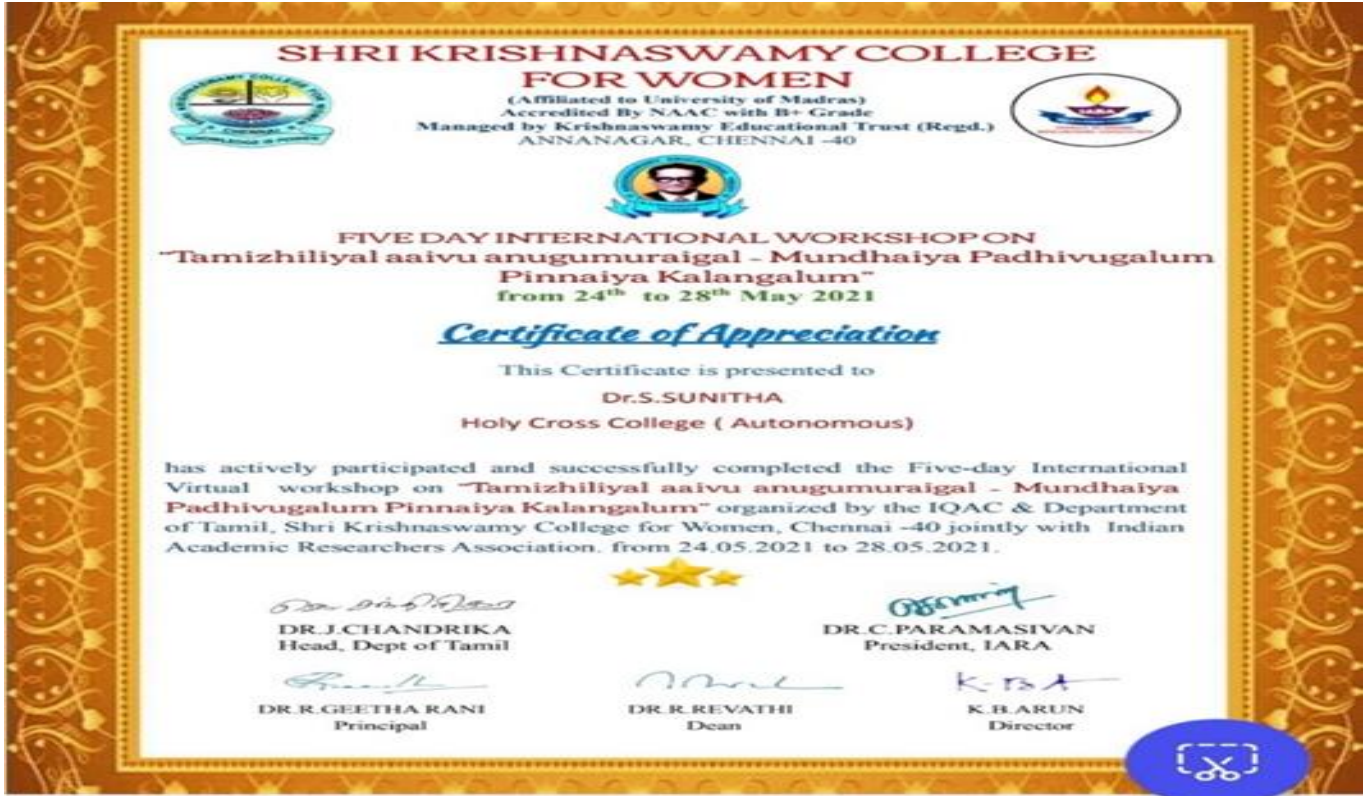 SHRI KRISHNASWAMY COLLEGE
FOR WOMEN
(Affiliated to University of Madras)
Accredited By NAAC with B+ Grade
Managed by Krishnaswamy Educational Trust (Regd.)
ANNANAGAR, CHENNAI -40
FIVE DAY INTERNATIONAL WORKSHOP ON
"Tamizhiliyal aaivu anugumuraigal - Mundhaiya Padhivugalum
Pinnaiya Kalangalum"
from 24th to 28th May 2021
Certificate of Appreciation
This Certificate is presented to
Dr.S.SUNITHA
Holy Cross College ( Autonomous)
has actively participated and successfully completed the Five-day International
Virtual workshop on "Tamizhiliyal aaivu anugumuraigal - Mundhaiya
Padhivugalum Pinnaiya Kalangalum" organized by the IQAC & Department
of Tamil, Shri Krishnaswamy College for Women, Chennai -40 jointly with Indian
Academic Researchers Association. from 24.05.2021 to 28.05.2021.
DR.J.CHANDRIKA
Head, Dept of Tamil
DR.C.PARAMASIVAN
President, IARA
K-BA
DR.R.GEETHA RANI
Principal
DR.R.REVATHI
Dean
K.B.ARUN
Director